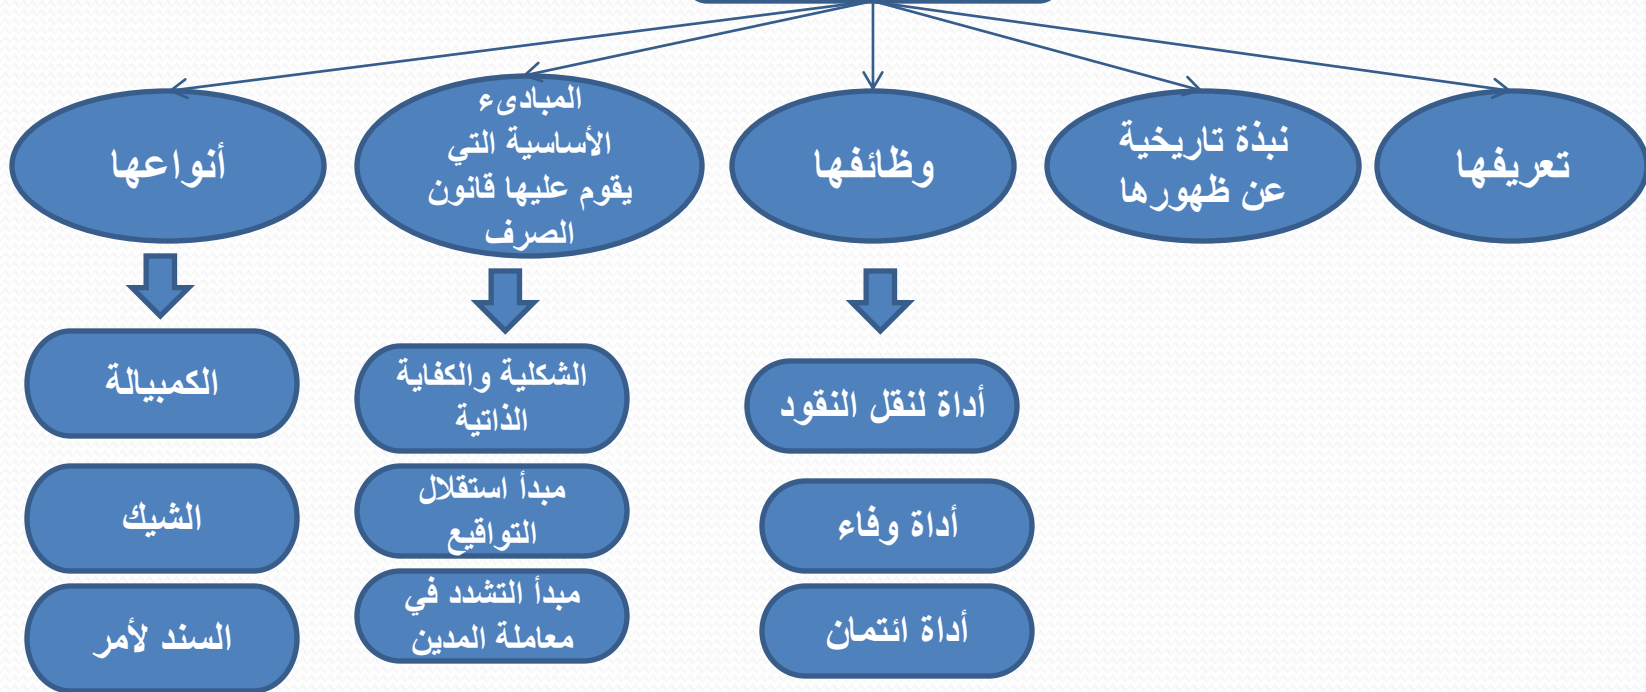 تعريفها
نبذة تاريخية
عن ظهورها
وظائفها
المبادىء
الأساسية التي
يقوم عليها قانون
الصرف
أنواعها
أداة لنقل النقود
أداة وفاء
أداة ائتمان
الشكلية والكفاية
الذاتية
مبدأ استقلال
التواقيع
مبدأ التشدد في
معاملة المدين
الكمبيالة
الشيك
السند لأمر